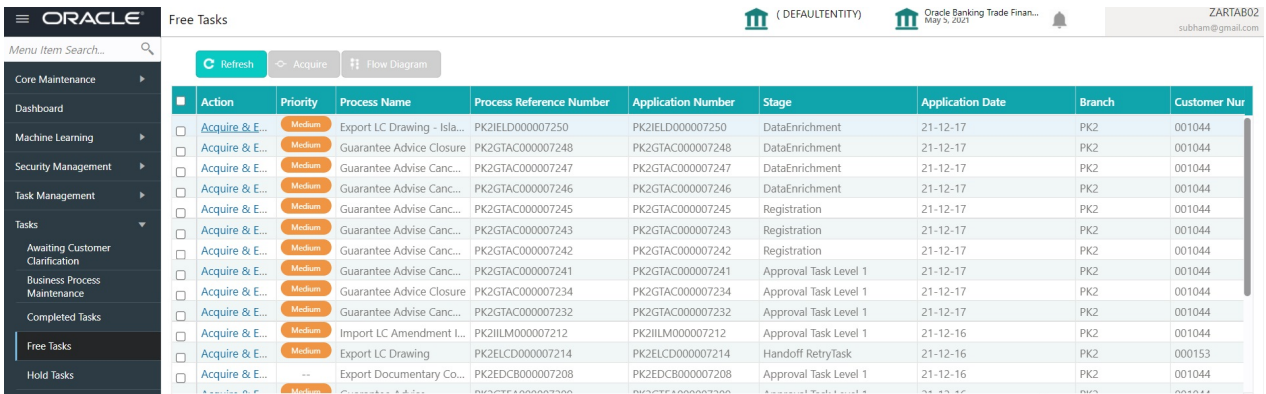 ORACLE
Free Tasks
( DEFAULTENTITY)
Oracle Banking Trade Finan...
May 5, 2021
ZARTAB02
subham@gmail.com
Menu Item Search...
Core Maintenance
Dashboard
Machine Learning
Security Management
Task Management
Tasks
Awaiting Customer
Clarification
Business Process
Maintenance
Completed Tasks
Free Tasks
Hold Tasks
Refresh Acquire Flow Diagram
Action Priority Process Name Process Reference Number Application Number Stage Application Date Branch Customer Nur
Acquire & E... Medium Export LC Drawing - Isla... PK2IELD000007250 PK2IELD000007250 DataEnrichment 21-12-17 PK2 001044
Acquire & E... Medium Guarantee Advice Closure PK2GTAC000007248 PK2GTAC000007248 DataEnrichment 21-12-17 PK2 001044
Acquire & E... Medium Guarantee Advise Canc... PK2GTAC000007247 PK2GTAC000007247 DataEnrichment 21-12-17 PK2 001044
Acquire & E... Medium Guarantee Advise Canc... PK2GTAC000007246 PK2GTAC000007246 DataEnrichment 21-12-17 PK2 001044
Acquire & E... Medium Guarantee Advise Canc... PK2GTAC000007245 PK2GTAC000007245 Registration 21-12-17 PK2 001044
Acquire & E... Medium Guarantee Advise Canc... PK2GTAC000007243 PK2GTAC000007243 Registration 21-12-17 PK2 001044
Acquire & E... Medium Guarantee Advise Canc... PK2GTAC000007242 PK2GTAC000007242 Registration 21-12-17 PK2 001044
Acquire & E... Medium Guarantee Advise Canc... PK2GTAC000007241 PK2GTAC000007241 Approval Task Level 1 21-12-17 PK2 001044
Acquire & E... Medium Guarantee Advice Closure PK2GTAC000007234 PK2GTAC000007234 Approval Task Level 1 21-12-17 PK2 001044
Acquire & E... Medium Guarantee Advise Canc... PK2GTAC000007232 PK2GTAC000007232 Approval Task Level 1 21-12-17 PK2 001044
Acquire & E... Medium Import LC Amendment I... PK2IILM000007212 PK2IILM000007212 Approval Task Level 1 21-12-16 PK2 001044
Acquire & E... Medium Export LC Drawing PK2ELCD000007214 PK2ELCD000007214 Handoff RetryTask 21-12-16 PK2 000153
Acquire & E... -- Export Documentary Co... PK2EDCB000007208 PK2EDCB000007208 Approval Task Level 1 21-12-16 PK2 001044